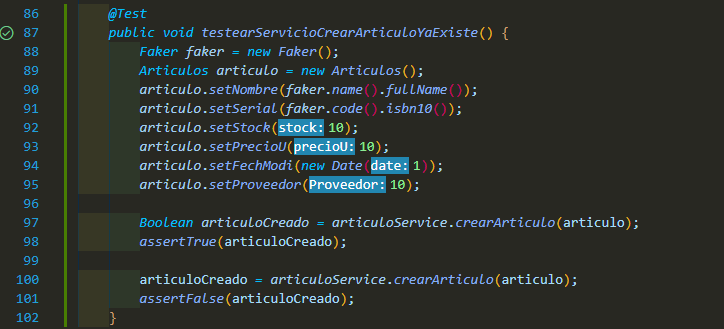 86 @Test
87 public void testearServicioCrearArticuloYaExiste() {
88 Faker faker = new Faker();
89 Articulos articulo = new Articulos();
90 articulo.setNombre(faker.name().fullName());
91 articulo.setSerial(faker.code().isbn10());
92 articulo.setStock(stock: 10);
93 articulo.setPrecioU(precioU: 10);
94 articulo.setFechModi(new Date(date: 1));
95 articulo.setProveedor(Proveedor: 10);
96
97 Boolean articuloCreado = articuloService.crearArticulo(articulo);
98 assertTrue(articuloCreado);
99
100 articuloCreado = articuloService.crearArticulo(articulo);
101 assertFalse(articuloCreado);
102 }